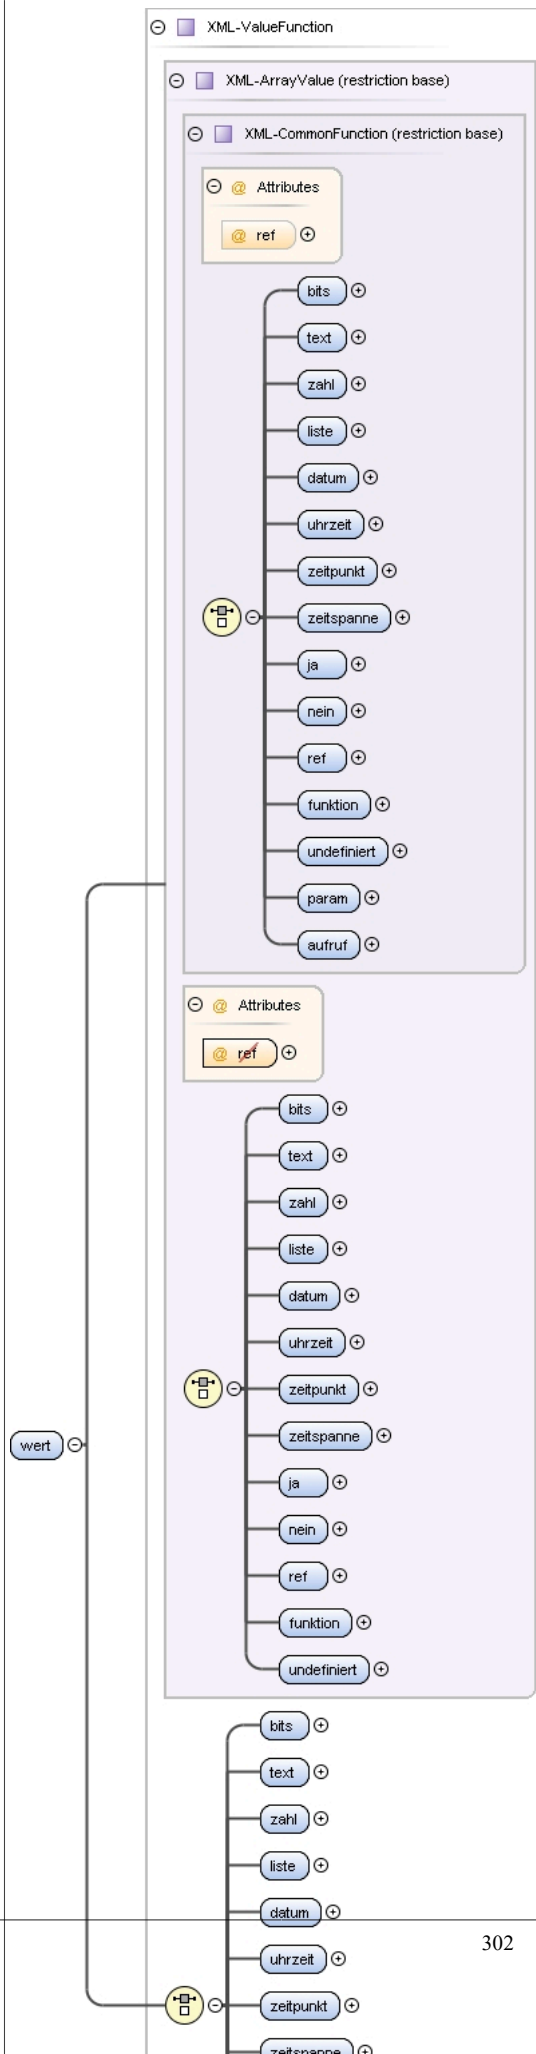 XML-ValueFunction
XML-ArrayValue (restriction base)
XML-CommonFunction (restriction base)
@ Attributes
@ ref
bits
text
zahl
liste
datum
uhrzeit
zeitpunkt
zeitspanne
ja
nein
ref
funktion
undefiniert
param
aufruf
@ Attributes
@ ref
bits
text
zahl
liste
datum
uhrzeit
zeitpunkt
wert
zeitspanne
ja
nein
ref
funktion
undefiniert
bits
text
zahl
liste
datum
302
uhrzeit
zeitpunkt
zeitspanne